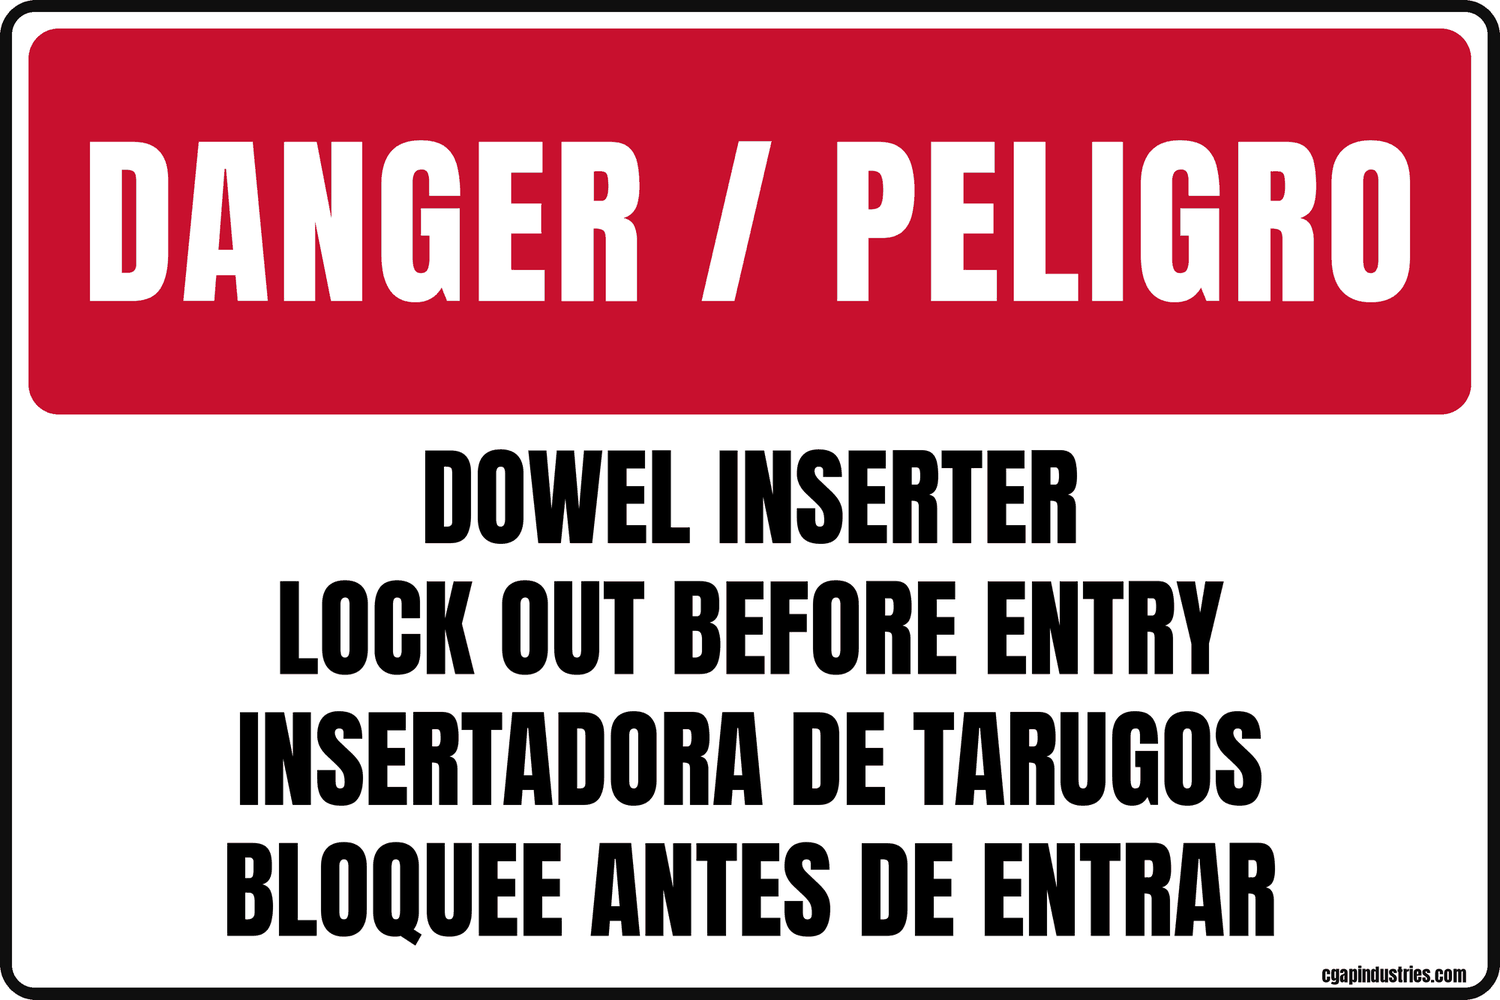 DANGER / PELIGRO
DOWEL INSERTER
LOCK OUT BEFORE ENTRY
INSERTADORA DE TARUGOS
BLOQUEE ANTES DE ENTRAR
cgapindustries.com